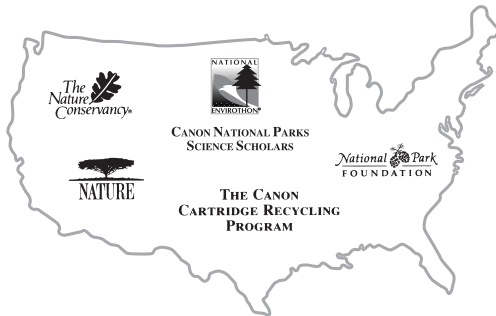 The
Nature
Conservancy®
NATIONAL
ENVIROTHON®
CANON NATIONAL PARKS
SCIENCE SCHOLARS
National Park
FOUNDATION
NATURE
THE CANON
CARTRIDGE RECYCLING
PROGRAM